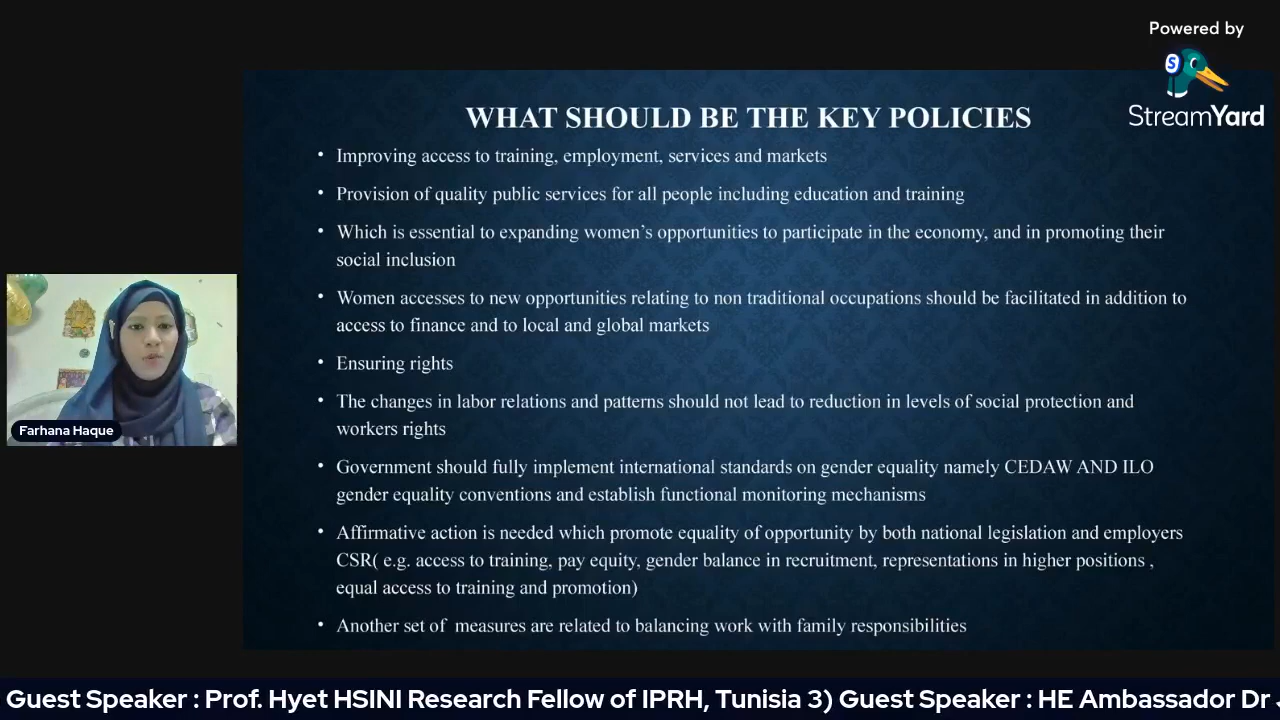 Powered by
S
StreamYard
WHAT SHOULD BE THE KEY POLICIES
• Improving access to training, employment, services and markets
• Provision of quality public services for all people including education and training
• Which is essential to expanding women’s opportunities to participate in the economy, and in promoting their
social inclusion
• Women accesses to new opportunities relating to non traditional occupations should be facilitated in addition to
access to finance and to local and global markets
• Ensuring rights
• The changes in labor relations and patterns should not lead to reduction in levels of social protection and
workers rights
• Government should fully implement international standards on gender equality namely CEDAW AND ILO
gender equality conventions and establish functional monitoring mechanisms
• Affirmative action is needed which promote equality of opportunity by both national legislation and employers
CSR( e.g. access to training, pay equity, gender balance in recruitment, representations in higher positions ,
equal access to training and promotion)
• Another set of  measures are related to balancing work with family responsibilities
Farhana Haque
Guest Speaker : Prof. Hyet HSINI Research Fellow of IPRH, Tunisia 3) Guest Speaker : HE Ambassador Dr